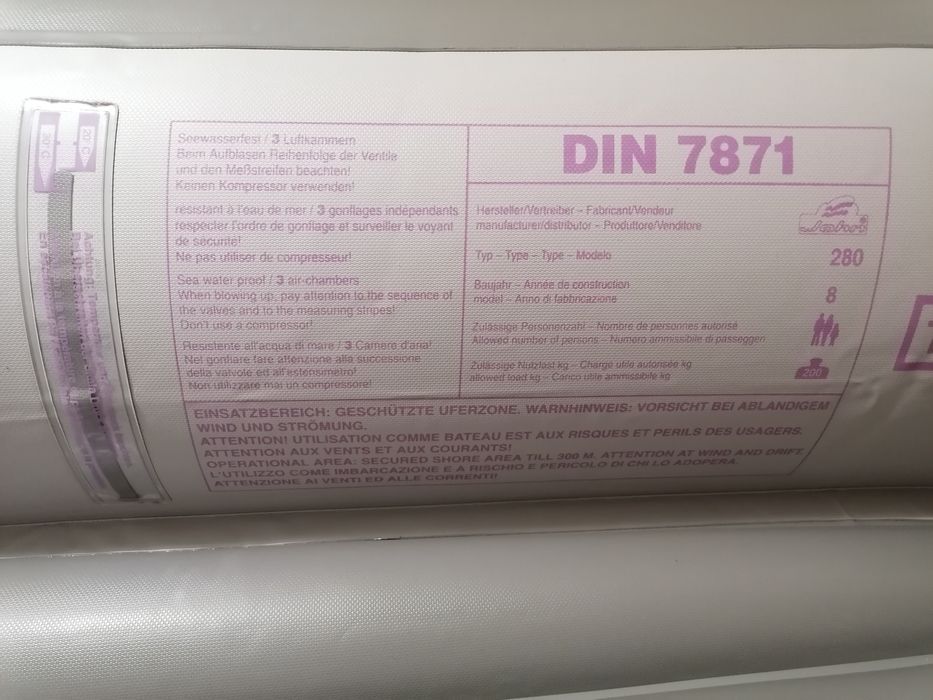 Seewasserfest / 3 Luftkammern
Beim Aufblasen Reihenfolge der Ventile
und den Meßstreifen beachten!
Keinen Kompressor verwenden!
resistant à l'eau de mer / 3 gonflages indépendants
respecter l'ordre de gonflage et surveiller le voyant
de sécurité!
Ne pas utiliser de compresseur!
Sea water proof / 3 air-chambers
When blowing up, pay attention to the sequence of
the valves and to the measuring stripes!
Don't use a compressor!
Resistente all'acqua di mare / 3 Camere d'aria!
Nel gonfiare fare attenzione alla successione
della valvole ed all'estensimetro!
Non utilizzare mai un compressore!
DIN 7871
Hersteller/Vertreiber – Fabricant/Vendeur
manufacturer/distributor – Produttore/Venditore
Typ – Type – Type – Modelo
280
Baujahr – Année de construction
model – Anno di fabbricazione
8
Zulässige Personenzahl – Nombre de personnes autorisé
Allowed number of persons – Numero ammissibile di passeggeri
Zulässige Nutzlast kg – Charge utile autorisée kg
allowed load kg – Carico utile ammissibile kg
200
EINSATZBEREICH: GESCHÜTZTE UFERZONE. WARNHINWEIS: VORSICHT BEI ABLANDIGEM
WIND UND STRÖMUNG.
ATTENTION! UTILISATION COMME BATEAU EST AUX RISQUES ET PERILS DES USAGERS.
ATTENTION AUX VENTS ET AUX COURANTS!
OPERATIONAL AREA: SECURED SHORE AREA TILL 300 M. ATTENTION AT WIND AND DRIFT.
L'UTILIZZO COME IMBARCAZIONE E A RISCHIO E PERICOLO DI CHI LO ADOPERA.
ATTENZIONE AI VENTI ED ALLE CORRENTI!
20° C
30° C
Achtung: